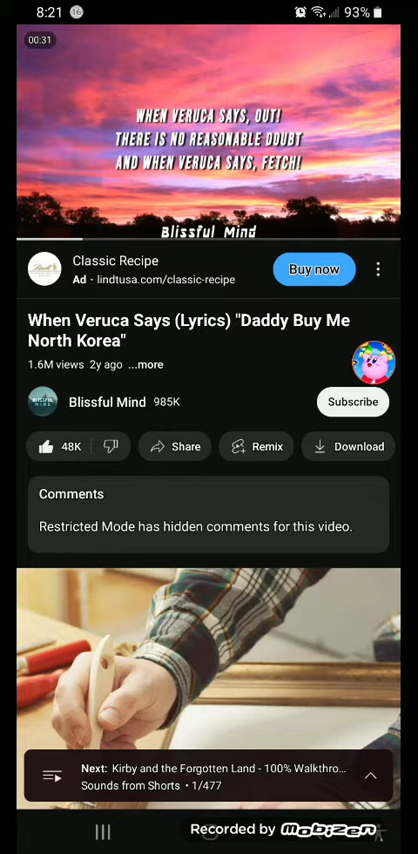 8:21 16 93%
00:31
WHEN VERUCA SAYS, OUT!
THERE IS NO REASONABLE DOUBT
AND WHEN VERUCA SAYS, FETCH!
Blissful Mind
Classic Recipe
Ad · lindtusa.com/classic-recipe
Buy now
When Veruca Says (Lyrics) "Daddy Buy Me
North Korea"
1.6M views 2y ago ...more
Blissful Mind 985K
Subscribe
48K Share Remix Download
Comments
Restricted Mode has hidden comments for this video.
Next: Kirby and the Forgotten Land - 100% Walkthro...
Sounds from Shorts · 1/477
Recorded by mobizen